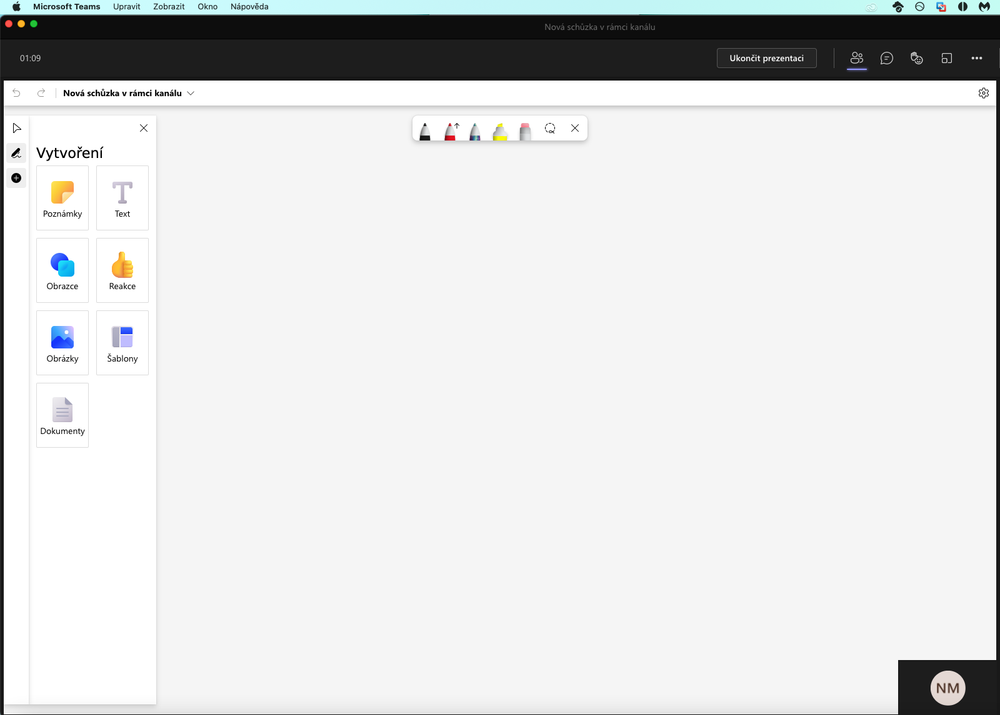 Microsoft Teams Upravit Zobrazit Okno Nápověda
Nová schůzka v rámci kanálu
01:09
Ukončit prezentaci
Nová schůzka v rámci kanálu
Vytvoření
Poznámky Text
Obrazce Reakce
Obrázky Šablony
Dokumenty
NM